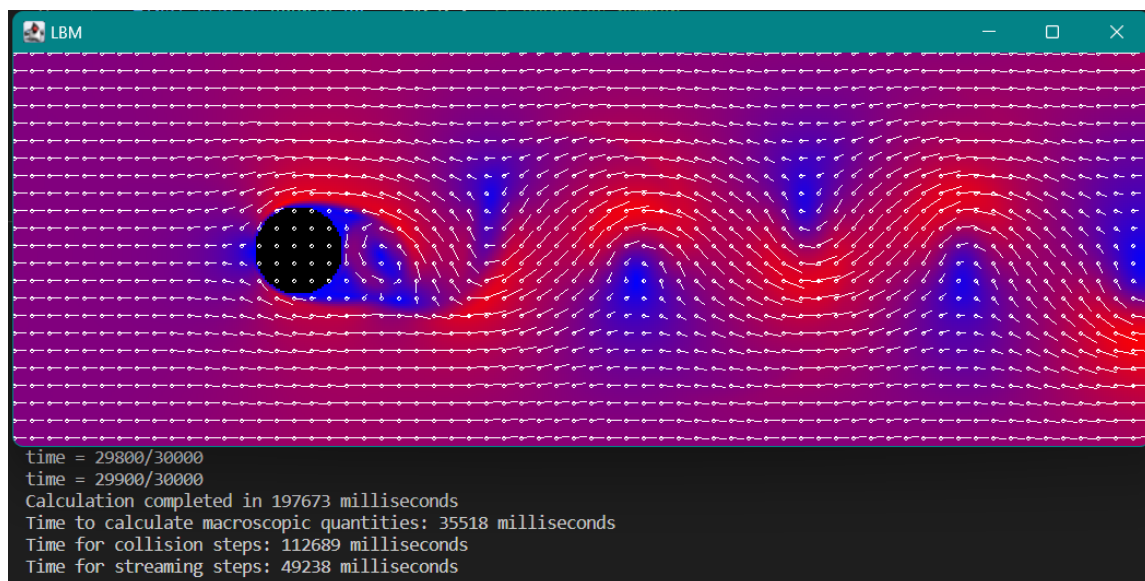 LBM
time = 29800/30000
time = 29900/30000
Calculation completed in 197673 milliseconds
Time to calculate macroscopic quantities: 35518 milliseconds
Time for collision steps: 112689 milliseconds
Time for streaming steps: 49238 milliseconds